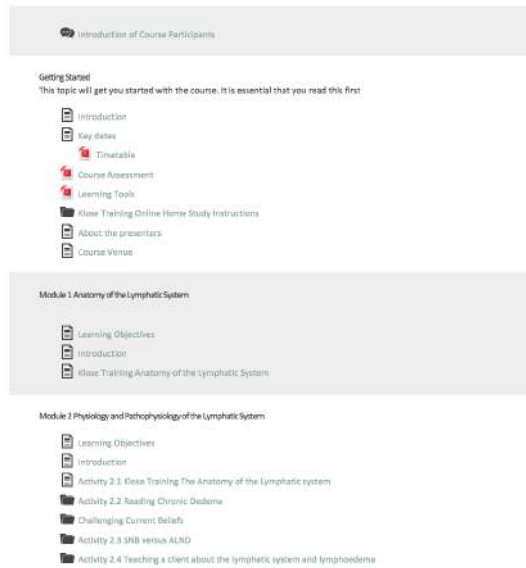 Introduction of Course Participants
Getting Started
This topic will get you started with the course. It is essential that you read this first
Introduction
Key dates
Timetable
Course Assessment
Learning Tools
Klose Training Online Home Study Instructions
About the presenters
Course Venue
Module 1 Anatomy of the Lymphatic System
Learning Objectives
Introduction
Klose Training Anatomy of the Lymphatic System
Module 2 Physiology and Pathophysiology of the Lymphatic System
Learning Objectives
Introduction
Activity 2.1 Klose Training The Anatomy of the Lymphatic system
Activity 2.2 Reading Chronic Oedema
Challenging Current Beliefs
Activity 2.3 SNB versus ALND
Activity 2.4 Teaching a client about the lymphatic system and lymphoedema